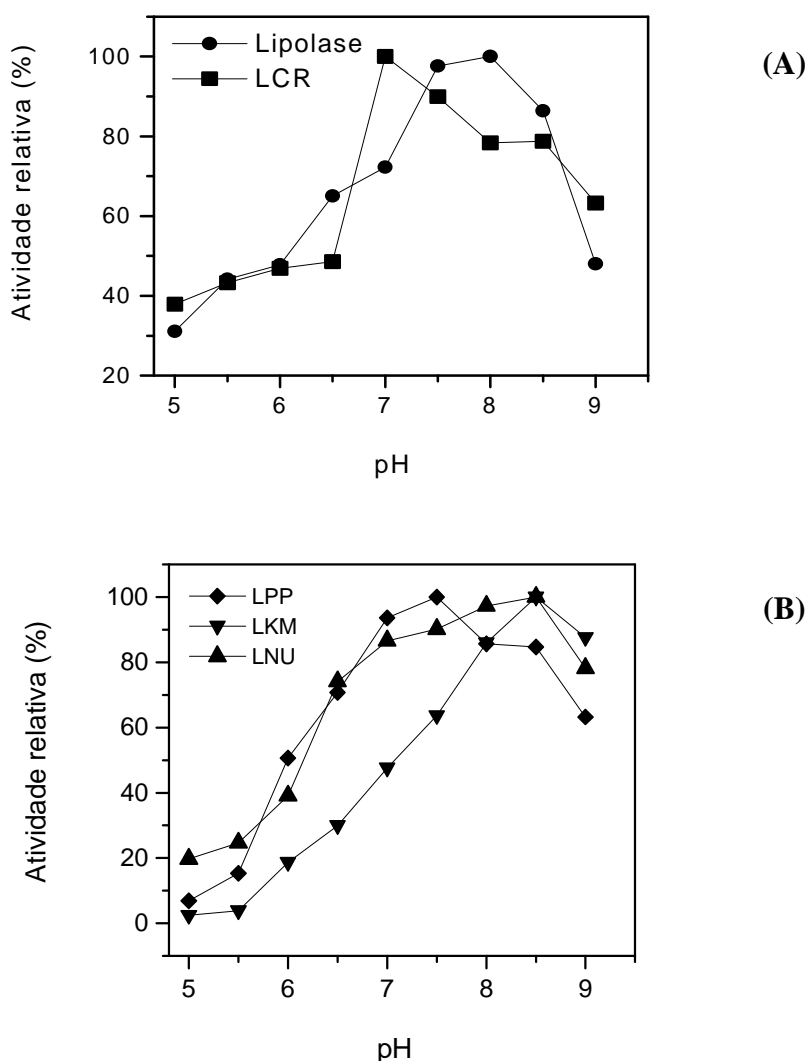 Lipolase
LCR
(A)
Atividade relativa (%)
100
80
60
40
20
5
6
7
8
9
pH
LPP
LKM
LNU
(B)
Atividade relativa (%)
100
80
60
40
20
0
5
6
7
8
9
pH